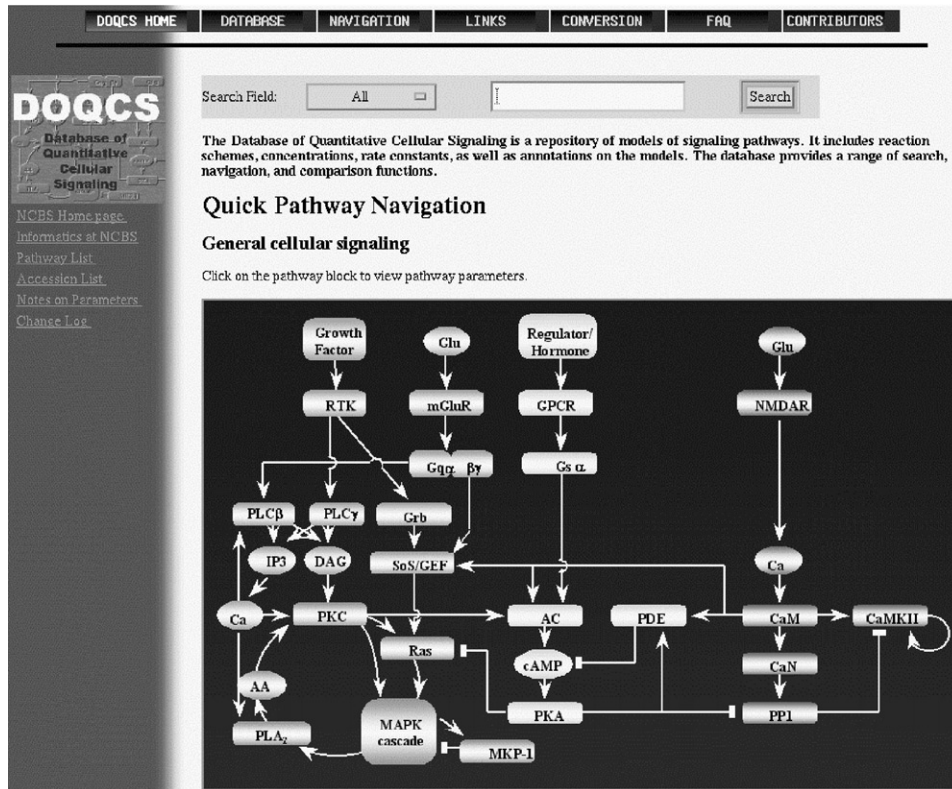 DOQCS HOME DATABASE NAVIGATION LINKS CONVERSION FAQ CONTRIBUTORS
DOQCS
Database of
Quantitative
Cellular
Signaling
NCBS Home page
Informatics at NCBS
Pathway List
Accession List
Notes on Parameters
Change Log
Search Field: All Search
The Database of Quantitative Cellular Signaling is a repository of models of signaling pathways. It includes reaction
schemes, concentrations, rate constants, as well as annotations on the models. The database provides a range of search,
navigation, and comparison functions.
Quick Pathway Navigation
General cellular signaling
Click on the pathway block to view pathway parameters.
Growth
Factor
Glu
Regulator/
Hormone
Glu
RTK
mGluR
GPCR
NMDAR
Gqα βγ
Gs α
PLCβ
PLCγ
Grb
IP3
DAG
SoS/GEF
Ca
Ca
PKC
AC
PDE
CaM
CaMKII
Ras
cAMP
CaN
AA
PKA
PP1
PLA₂
MAPK
cascade
MKP-1